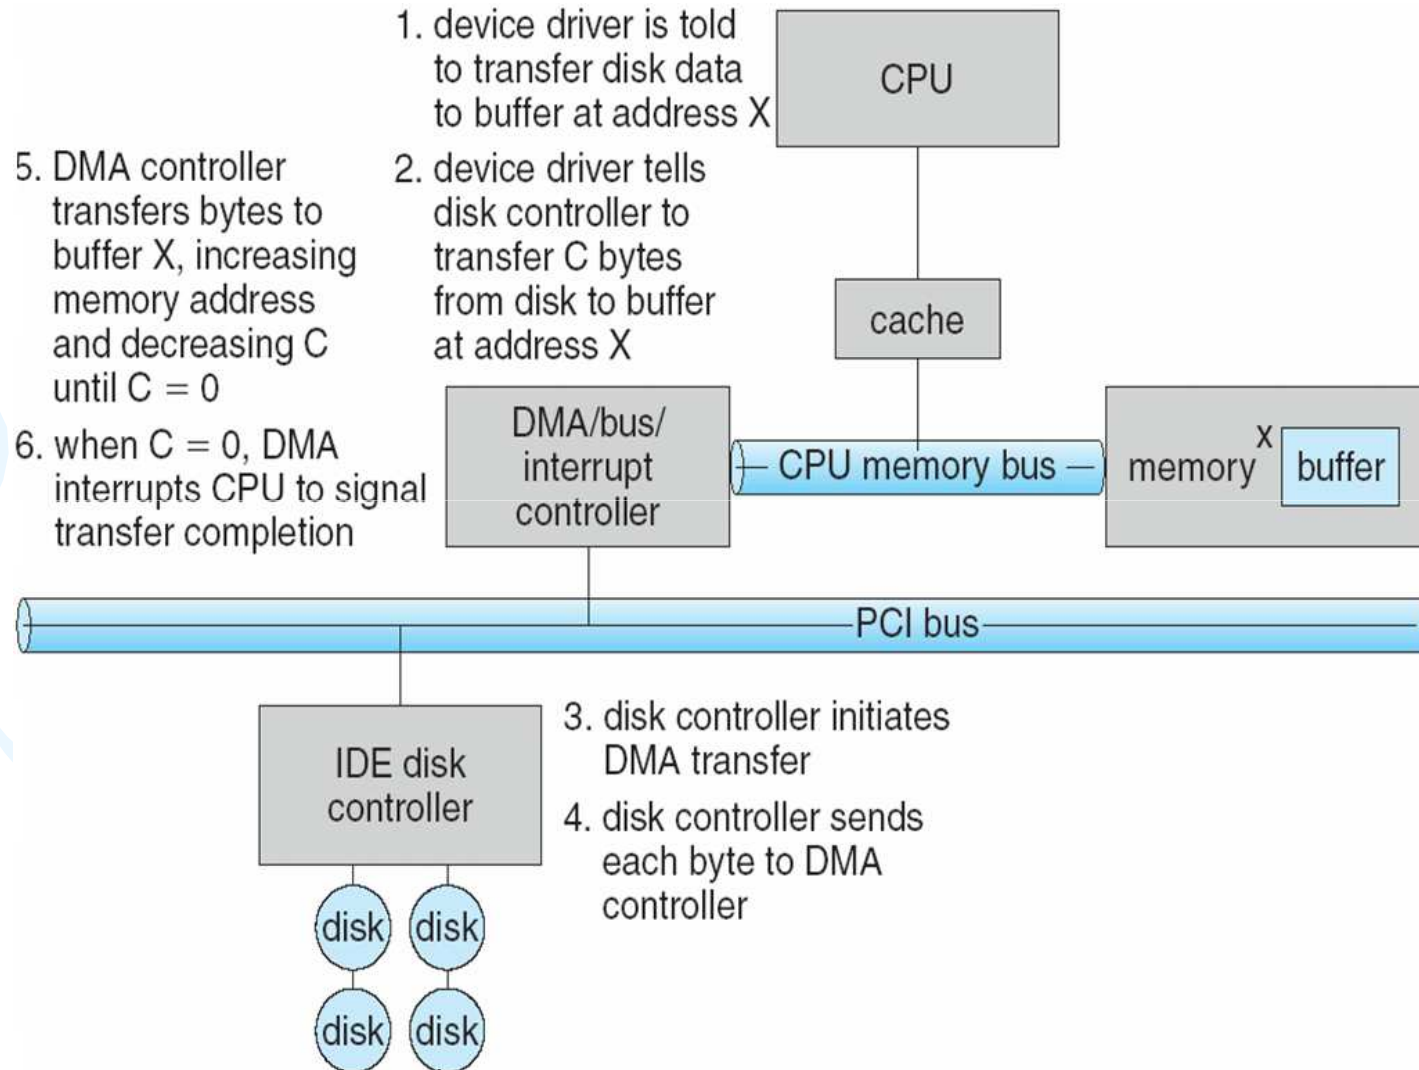 1. device driver is told
to transfer disk data
to buffer at address X
CPU
5. DMA controller
transfers bytes to
buffer X, increasing
memory address
and decreasing C
until C = 0
2. device driver tells
disk controller to
transfer C bytes
from disk to buffer
at address X
cache
6. when C = 0, DMA
interrupts CPU to signal
transfer completion
DMA/bus/
interrupt
controller
CPU memory bus
memory
X
buffer
PCI bus
IDE disk
controller
3. disk controller initiates
DMA transfer
4. disk controller sends
each byte to DMA
controller
disk
disk
disk
disk